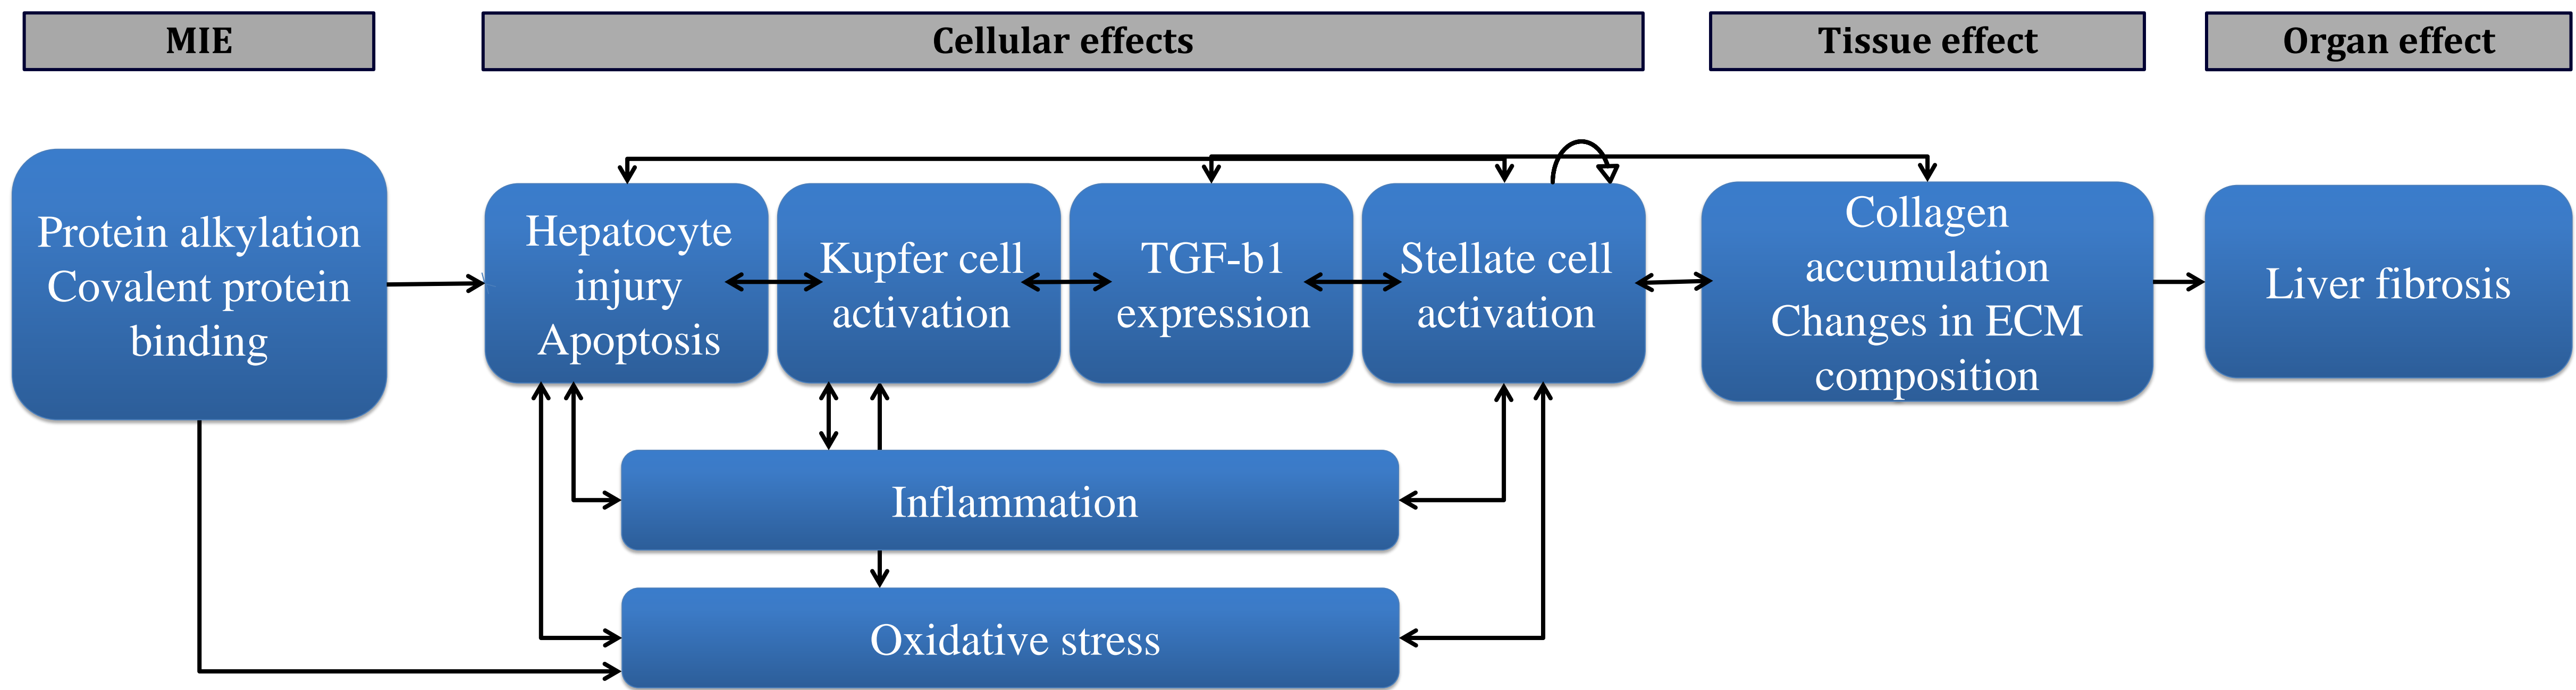 MIE
Cellular effects
Tissue effect
Organ effect
Protein alkylation
Covalent protein
binding
Hepatocyte
injury
Apoptosis
Kupfer cell
activation
TGF-b1
expression
Stellate cell
activation
Collagen
accumulation
Changes in ECM
composition
Liver fibrosis
Inflammation
Oxidative stress